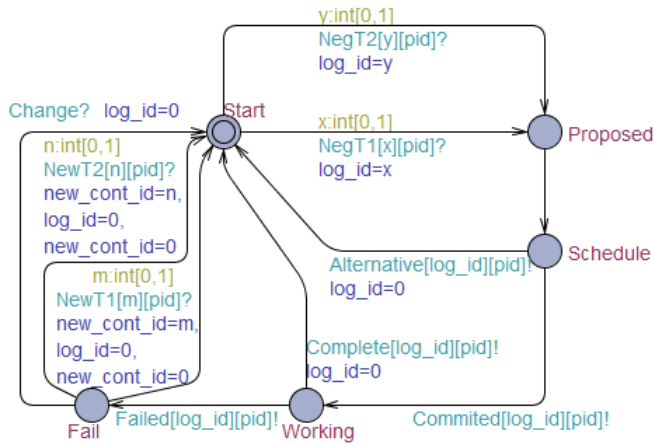 y:int[0,1]
NegT2[y][pid]?
log_id=y
Change? log_id=0
Start
x:int[0,1]
NegT1[x][pid]?
log_id=x
Proposed
n:int[0,1]
NewT2[n][pid]?
new_cont_id=n,
log_id=0,
new_cont_id=0
Schedule
Alternative[log_id][pid]!
log_id=0
m:int[0,1]
NewT1[m][pid]?
new_cont_id=m,
log_id=0,
new_cont_id=0
Complete[log_id][pid]!
log_id=0
Fail
Failed[log_id][pid]!
Working
Commited[log_id][pid]!